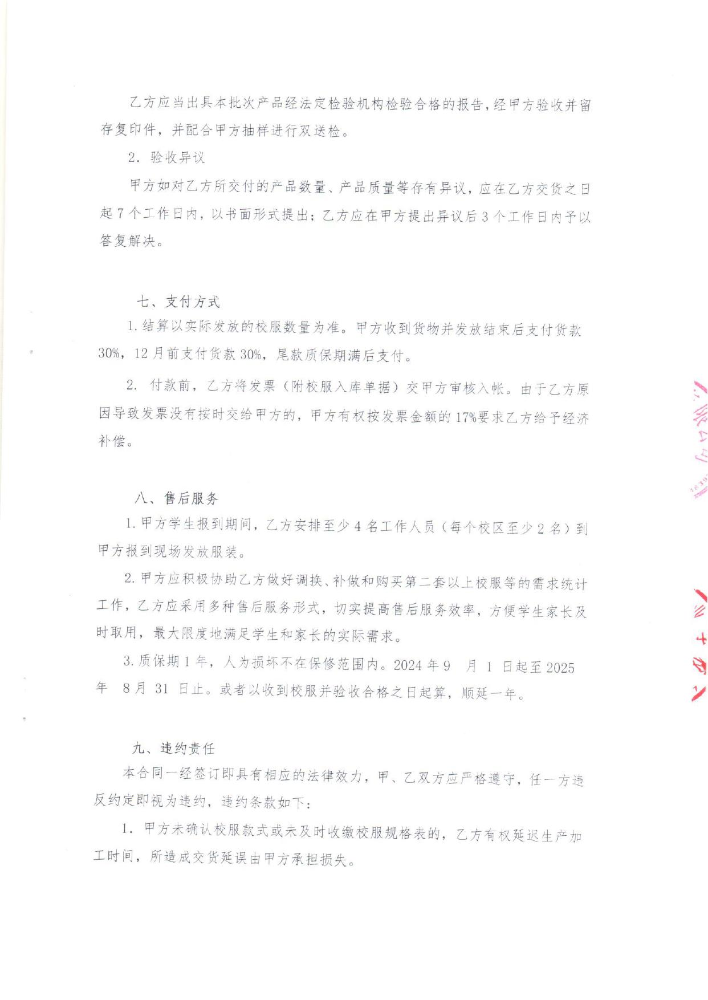 乙方应当出具本批次产品经法定检验机构检验合格的报告，经甲方验收并留
存复印件，并配合甲方抽样进行双送检。
2. 验收异议
甲方如对乙方所交付的产品数量、产品质量等存有异议，应在乙方交货之日
起7个工作日内，以书面形式提出；乙方应在甲方提出异议后3个工作日内予以
答复解决。
七、支付方式
1.结算以实际发放的校服数量为准。甲方收到货物并发放结束后支付货款
30%，12月前支付货款30%，尾款质保期满后支付。
2. 付款前，乙方将发票（附校服入库单据）交甲方审核入帐。由于乙方原
因导致发票没有按时交给甲方的，甲方有权按发票金额的17%要求乙方给予经济
补偿。
八、售后服务
1.甲方学生报到期间，乙方安排至少4名工作人员（每个校区至少2名）到
甲方报到现场发放服装。
2.甲方应积极协助乙方做好调换、补做和购买第二套以上校服等的需求统计
工作，乙方应采用多种售后服务形式，切实提高售后服务效率，方便学生家长及
时取用，最大限度地满足学生和家长的实际需求。
3.质保期1年，人为损坏不在保修范围内。2024年9 月 1 日起至2025
年 8月 31 日止。或者以收到校服并验收合格之日起算，顺延一年。
九、违约责任
本合同一经签订即具有相应的法律效力，甲、乙双方应严格遵守，任一方违
反约定即视为违约，违约条款如下：
1. 甲方未确认校服款式或未及时收缴校服规格表的，乙方有权延迟生产加
工时间，所造成交货延误由甲方承担损失。